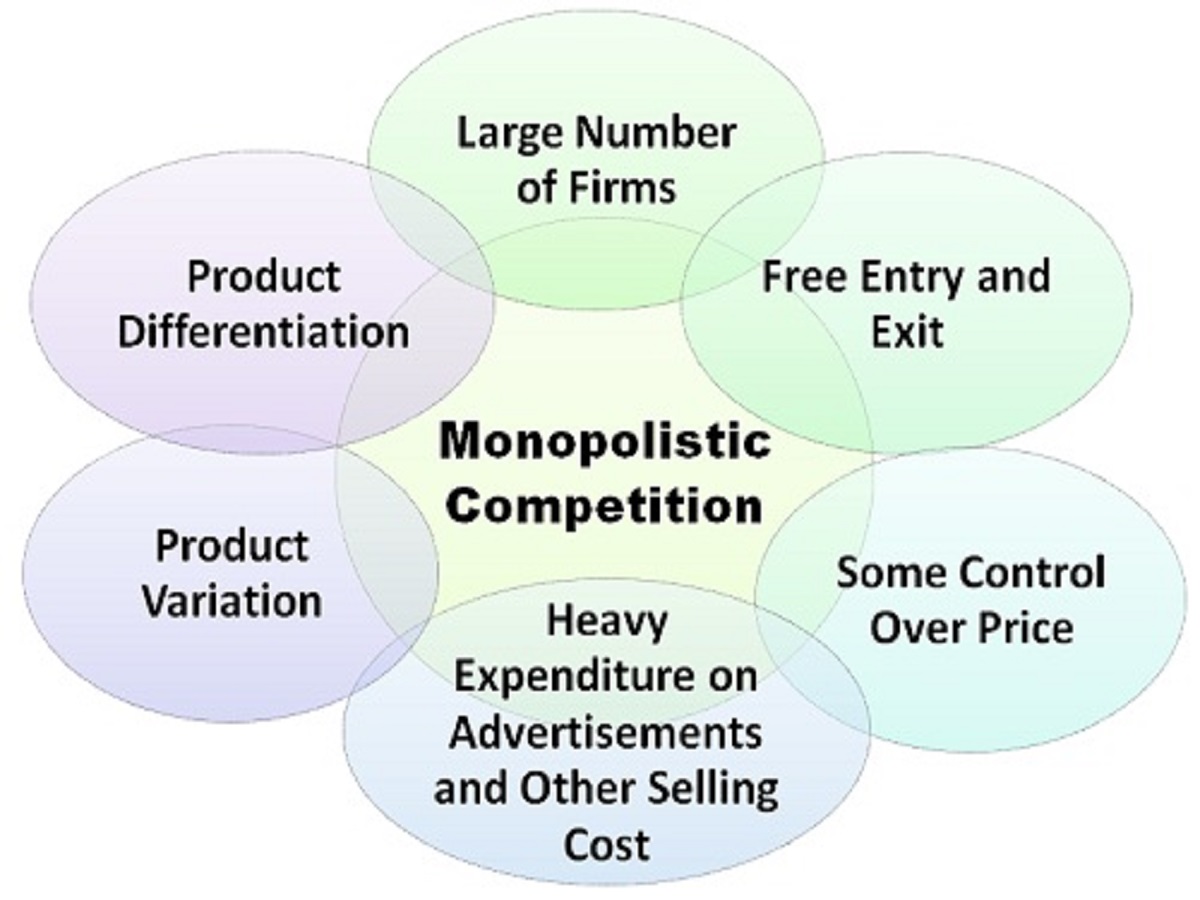 Large Number
of Firms
Product
Differentiation
Free Entry and
Exit
Monopolistic
Competition
Product
Variation
Some Control
Over Price
Heavy
Expenditure on
Advertisements
and Other Selling
Cost